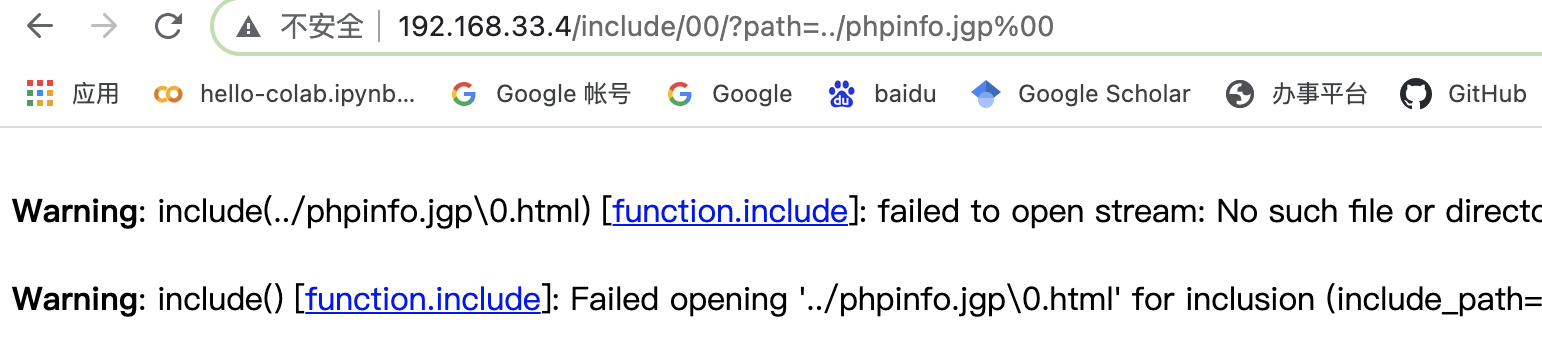 不安全 192.168.33.4/include/00/?path=../phpinfo.jgp%00
应用 hello-colab.ipynb... Google 帐号 Google baidu Google Scholar 办事平台 GitHub
Warning: include(../phpinfo.jgp\0.html) [function.include]: failed to open stream: No such file or directo
Warning: include() [function.include]: Failed opening '../phpinfo.jgp\0.html' for inclusion (include_path=